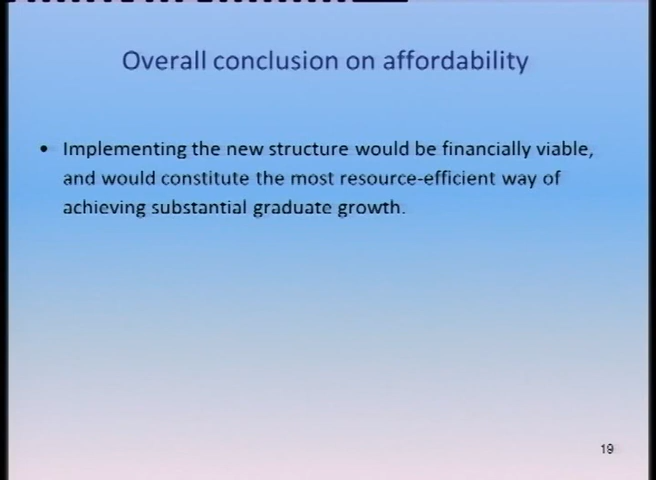 Overall conclusion on affordability
• Implementing the new structure would be financially viable,
and would constitute the most resource-efficient way of
achieving substantial graduate growth.
19